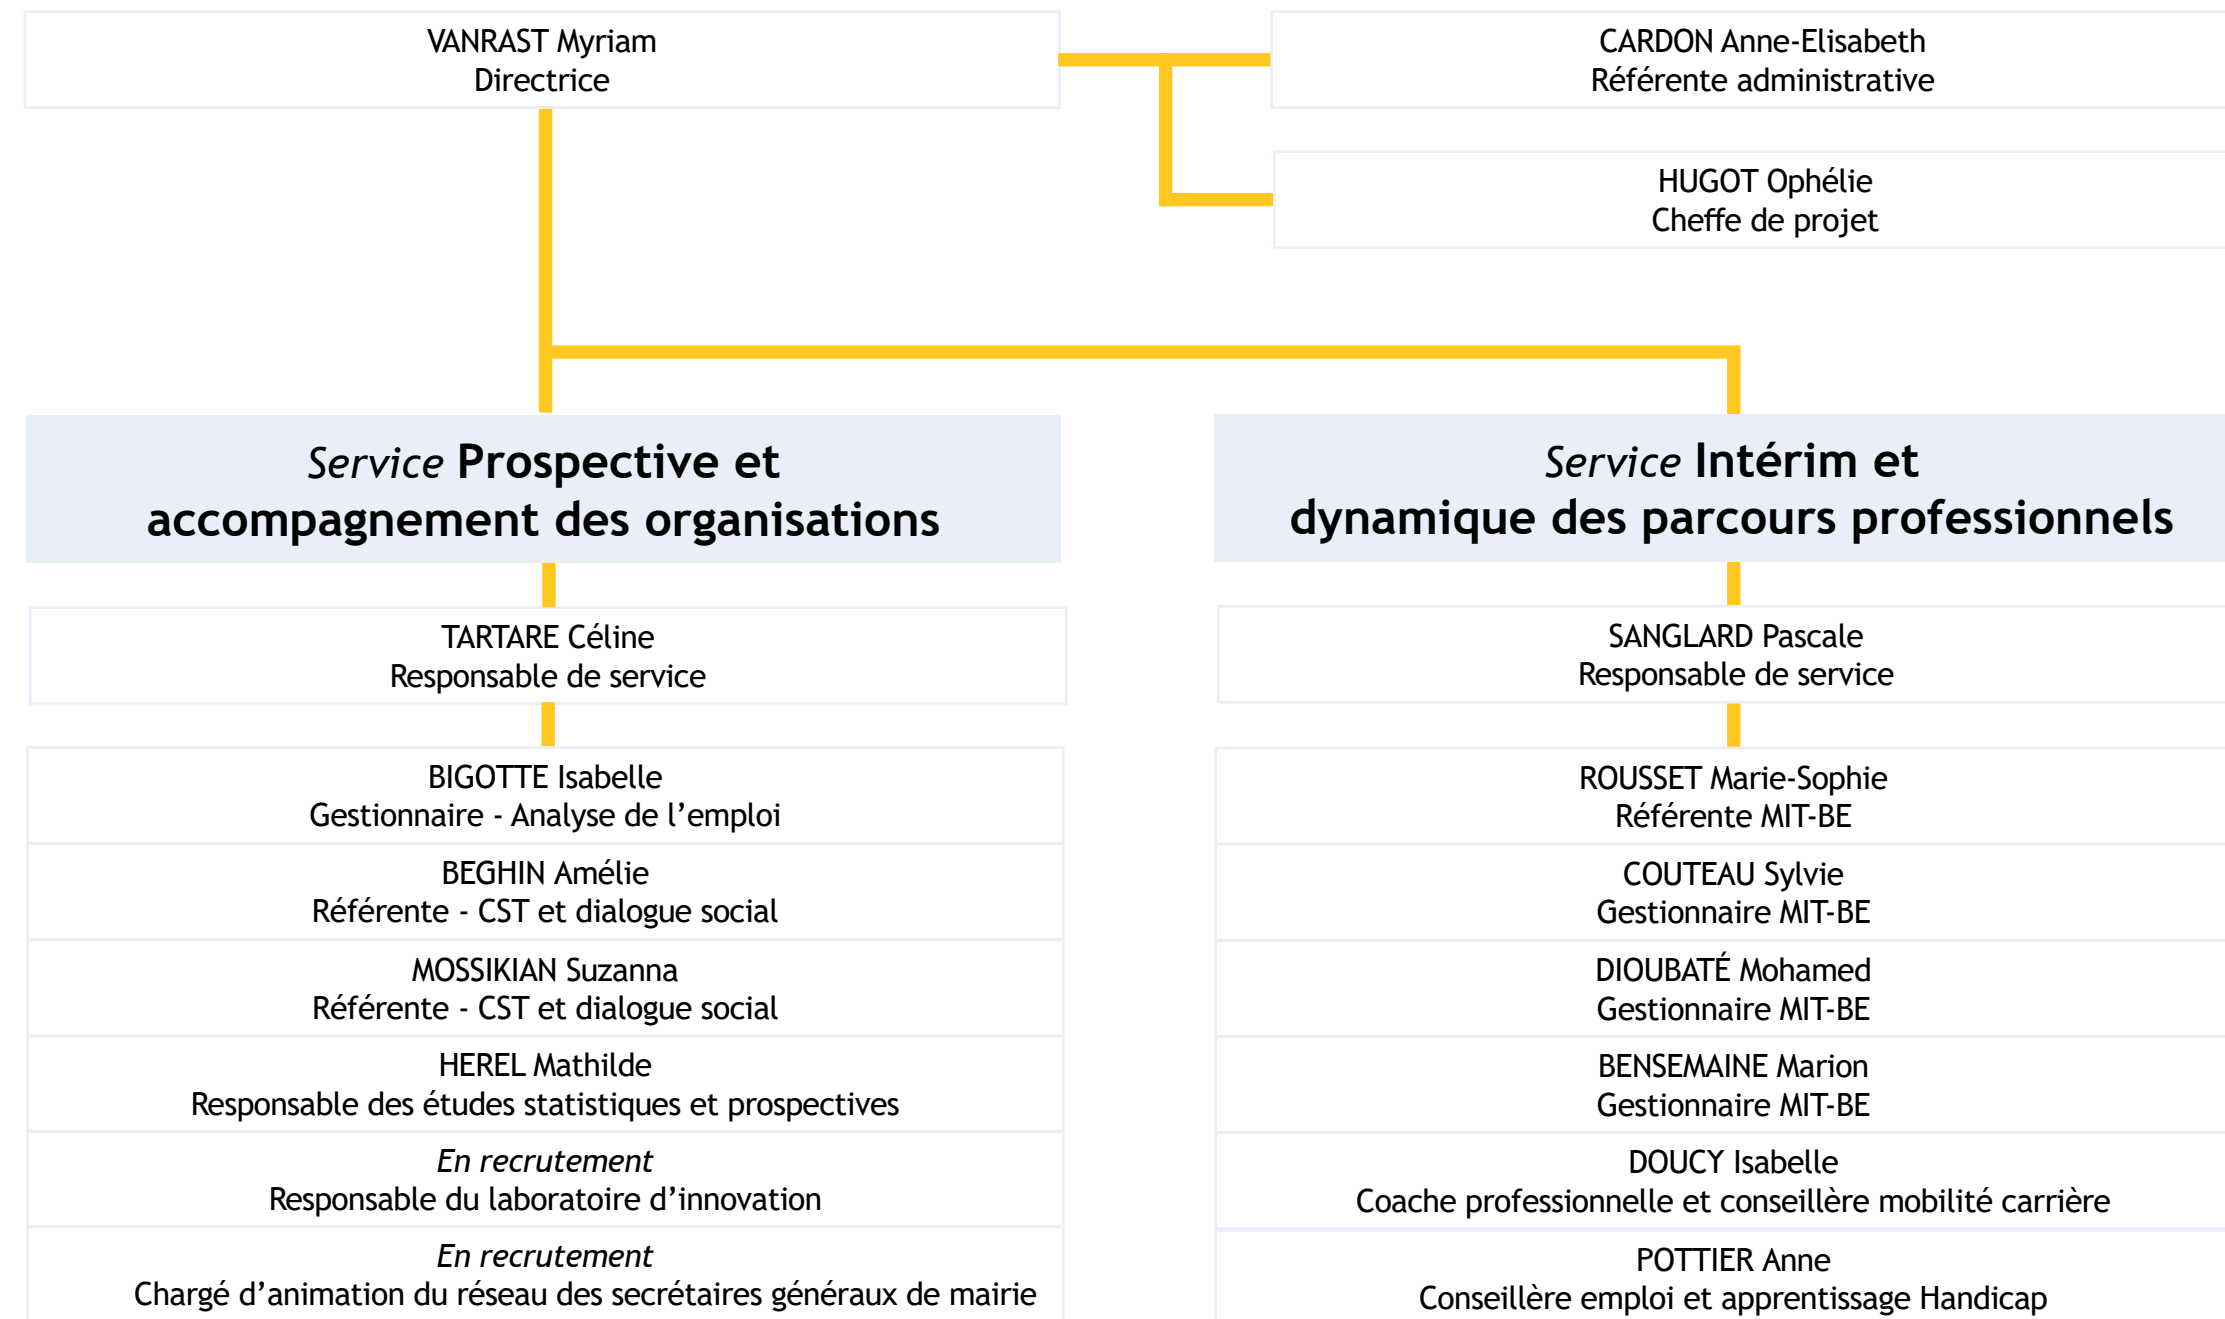 VANRAST Myriam
Directrice
CARDON Anne-Elisabeth
Référente administrative
HUGOT Ophélie
Cheffe de projet
Service Prospective et
accompagnement des organisations
TARTARE Céline
Responsable de service
BIGOTTE Isabelle
Gestionnaire - Analyse de l’emploi
BEGHIN Amélie
Référente - CST et dialogue social
MOSSIKIAN Suzanna
Référente - CST et dialogue social
HEREL Mathilde
Responsable des études statistiques et prospectives
En recrutement
Responsable du laboratoire d’innovation
En recrutement
Chargé d’animation du réseau des secrétaires généraux de mairie
Service Intérim et
dynamique des parcours professionnels
SANGLARD Pascale
Responsable de service
ROUSSET Marie-Sophie
Référente MIT-BE
COUTEAU Sylvie
Gestionnaire MIT-BE
DIOUBATÉ Mohamed
Gestionnaire MIT-BE
BENSEMAINE Marion
Gestionnaire MIT-BE
DOUCY Isabelle
Coache professionnelle et conseillère mobilité carrière
POTTIER Anne
Conseillère emploi et apprentissage Handicap